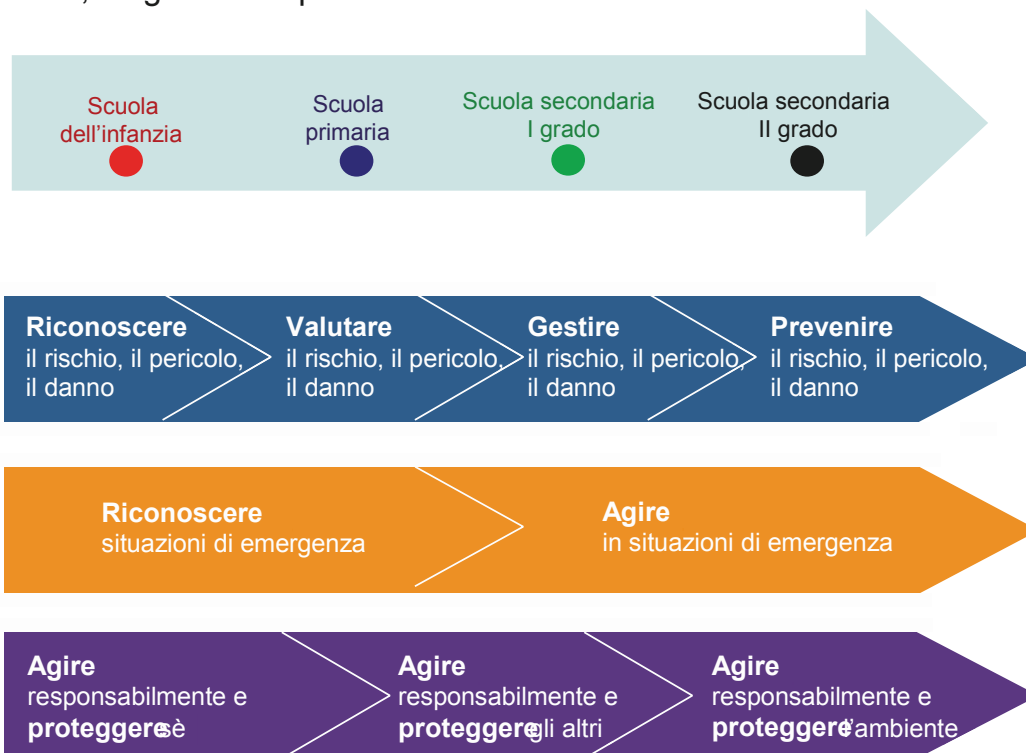 Scuola
dell'infanzia
Scuola
primaria
Scuola secondaria
I grado
Scuola secondaria
II grado
Riconoscere
il rischio, il pericolo,
il danno
Valutare
il rischio, il pericolo,
il danno
Gestire
il rischio, il pericolo,
il danno
Prevenire
il rischio, il pericolo,
il danno
Riconoscere
situazioni di emergenza
Agire
in situazioni di emergenza
Agire
responsabilmente e
proteggere sè
Agire
responsabilmente e
proteggere gli altri
Agire
responsabilmente e
proteggere l'ambiente